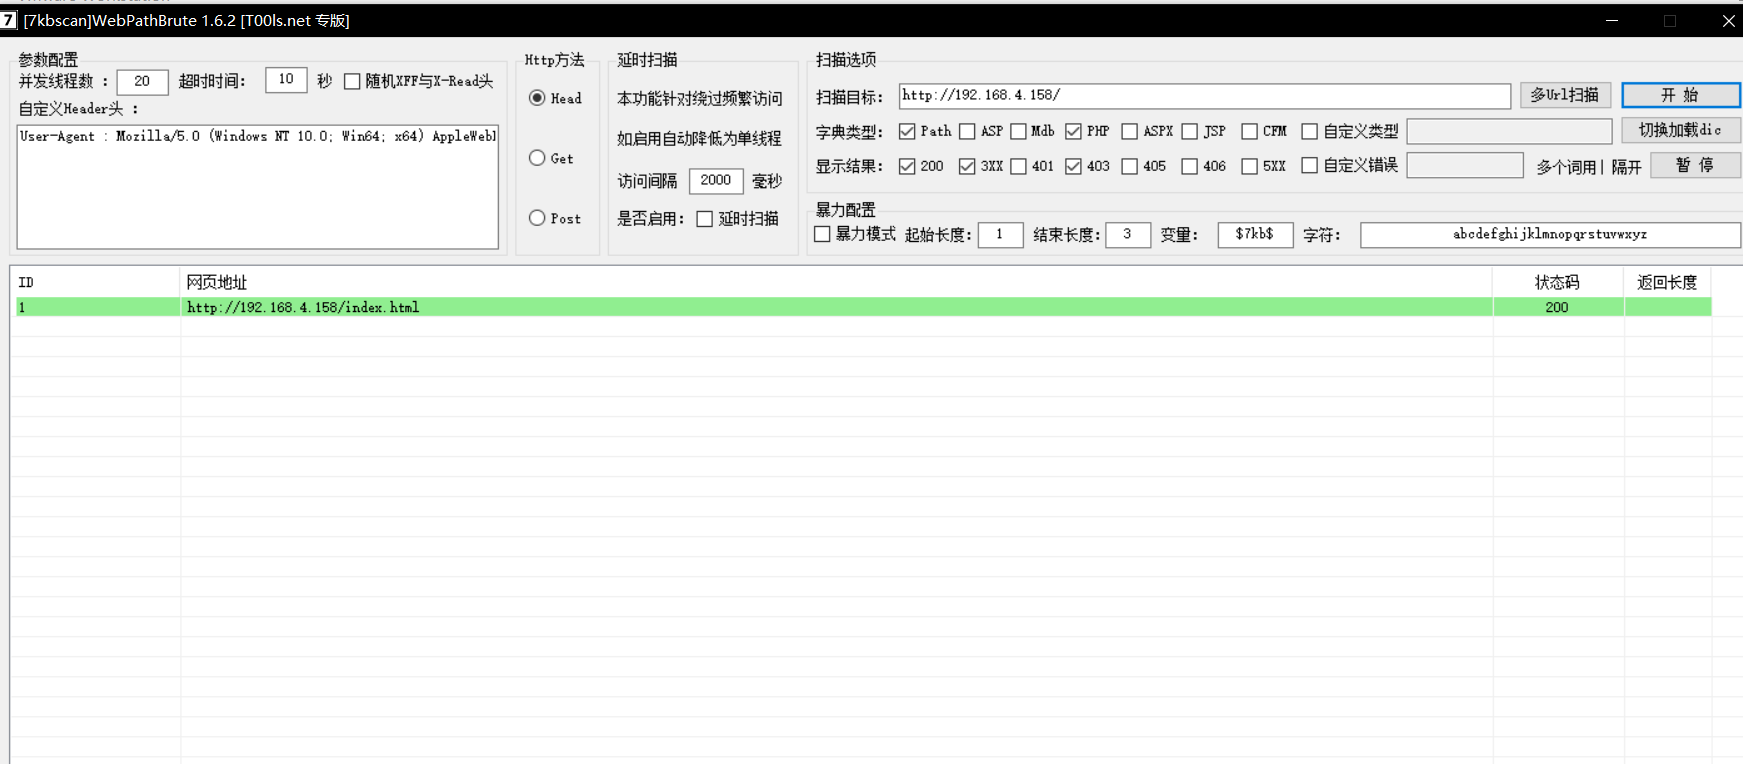 7 [7kbscan]WebPathBrute 1.6.2 [T00ls.net 专版]
参数配置
并发线程数 : 20 超时时间: 10 秒 随机XFF与X-Read头
自定义Header头 :
User-Agent : Mozilla/5.0 (Windows NT 10.0; Win64; x64) AppleWebl
Http方法
Head
Get
Post
延时扫描
本功能针对绕过频繁访问
如启用自动降低为单线程
访问间隔 2000 毫秒
是否启用: 延时扫描
扫描选项
扫描目标: http://192.168.4.158/ 多Url扫描 开 始
字典类型: Path ASP Mdb PHP ASPX JSP CFM 自定义类型 切换加载dic
显示结果: 200 3XX 401 403 405 406 5XX 自定义错误 多个词用| 隔开 暂 停
暴力配置
暴力模式 起始长度: 1 结束长度: 3 变量: $7kb$ 字符: abcdefghijklmnopqrstuvwxyz
ID 网页地址 状态码 返回长度
1 http://192.168.4.158/index.html 200